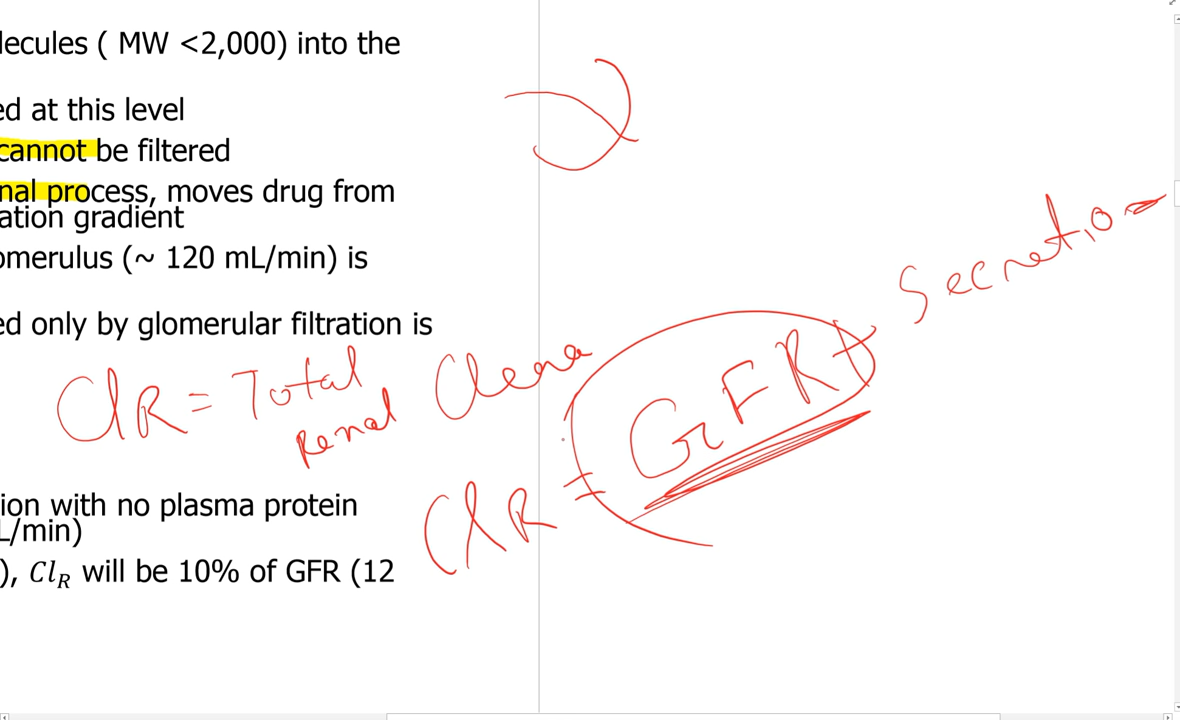 lecules ( MW <2,000) into the
ed at this level
cannot be filtered
nal process, moves drug from
ation gradient
omerulus (~ 120 mL/min) is
ed only by glomerular filtration is
ClR = Total Renal Clena
ClR = GFR + Secretion
ion with no plasma protein
L/min)
), ClR will be 10% of GFR (12